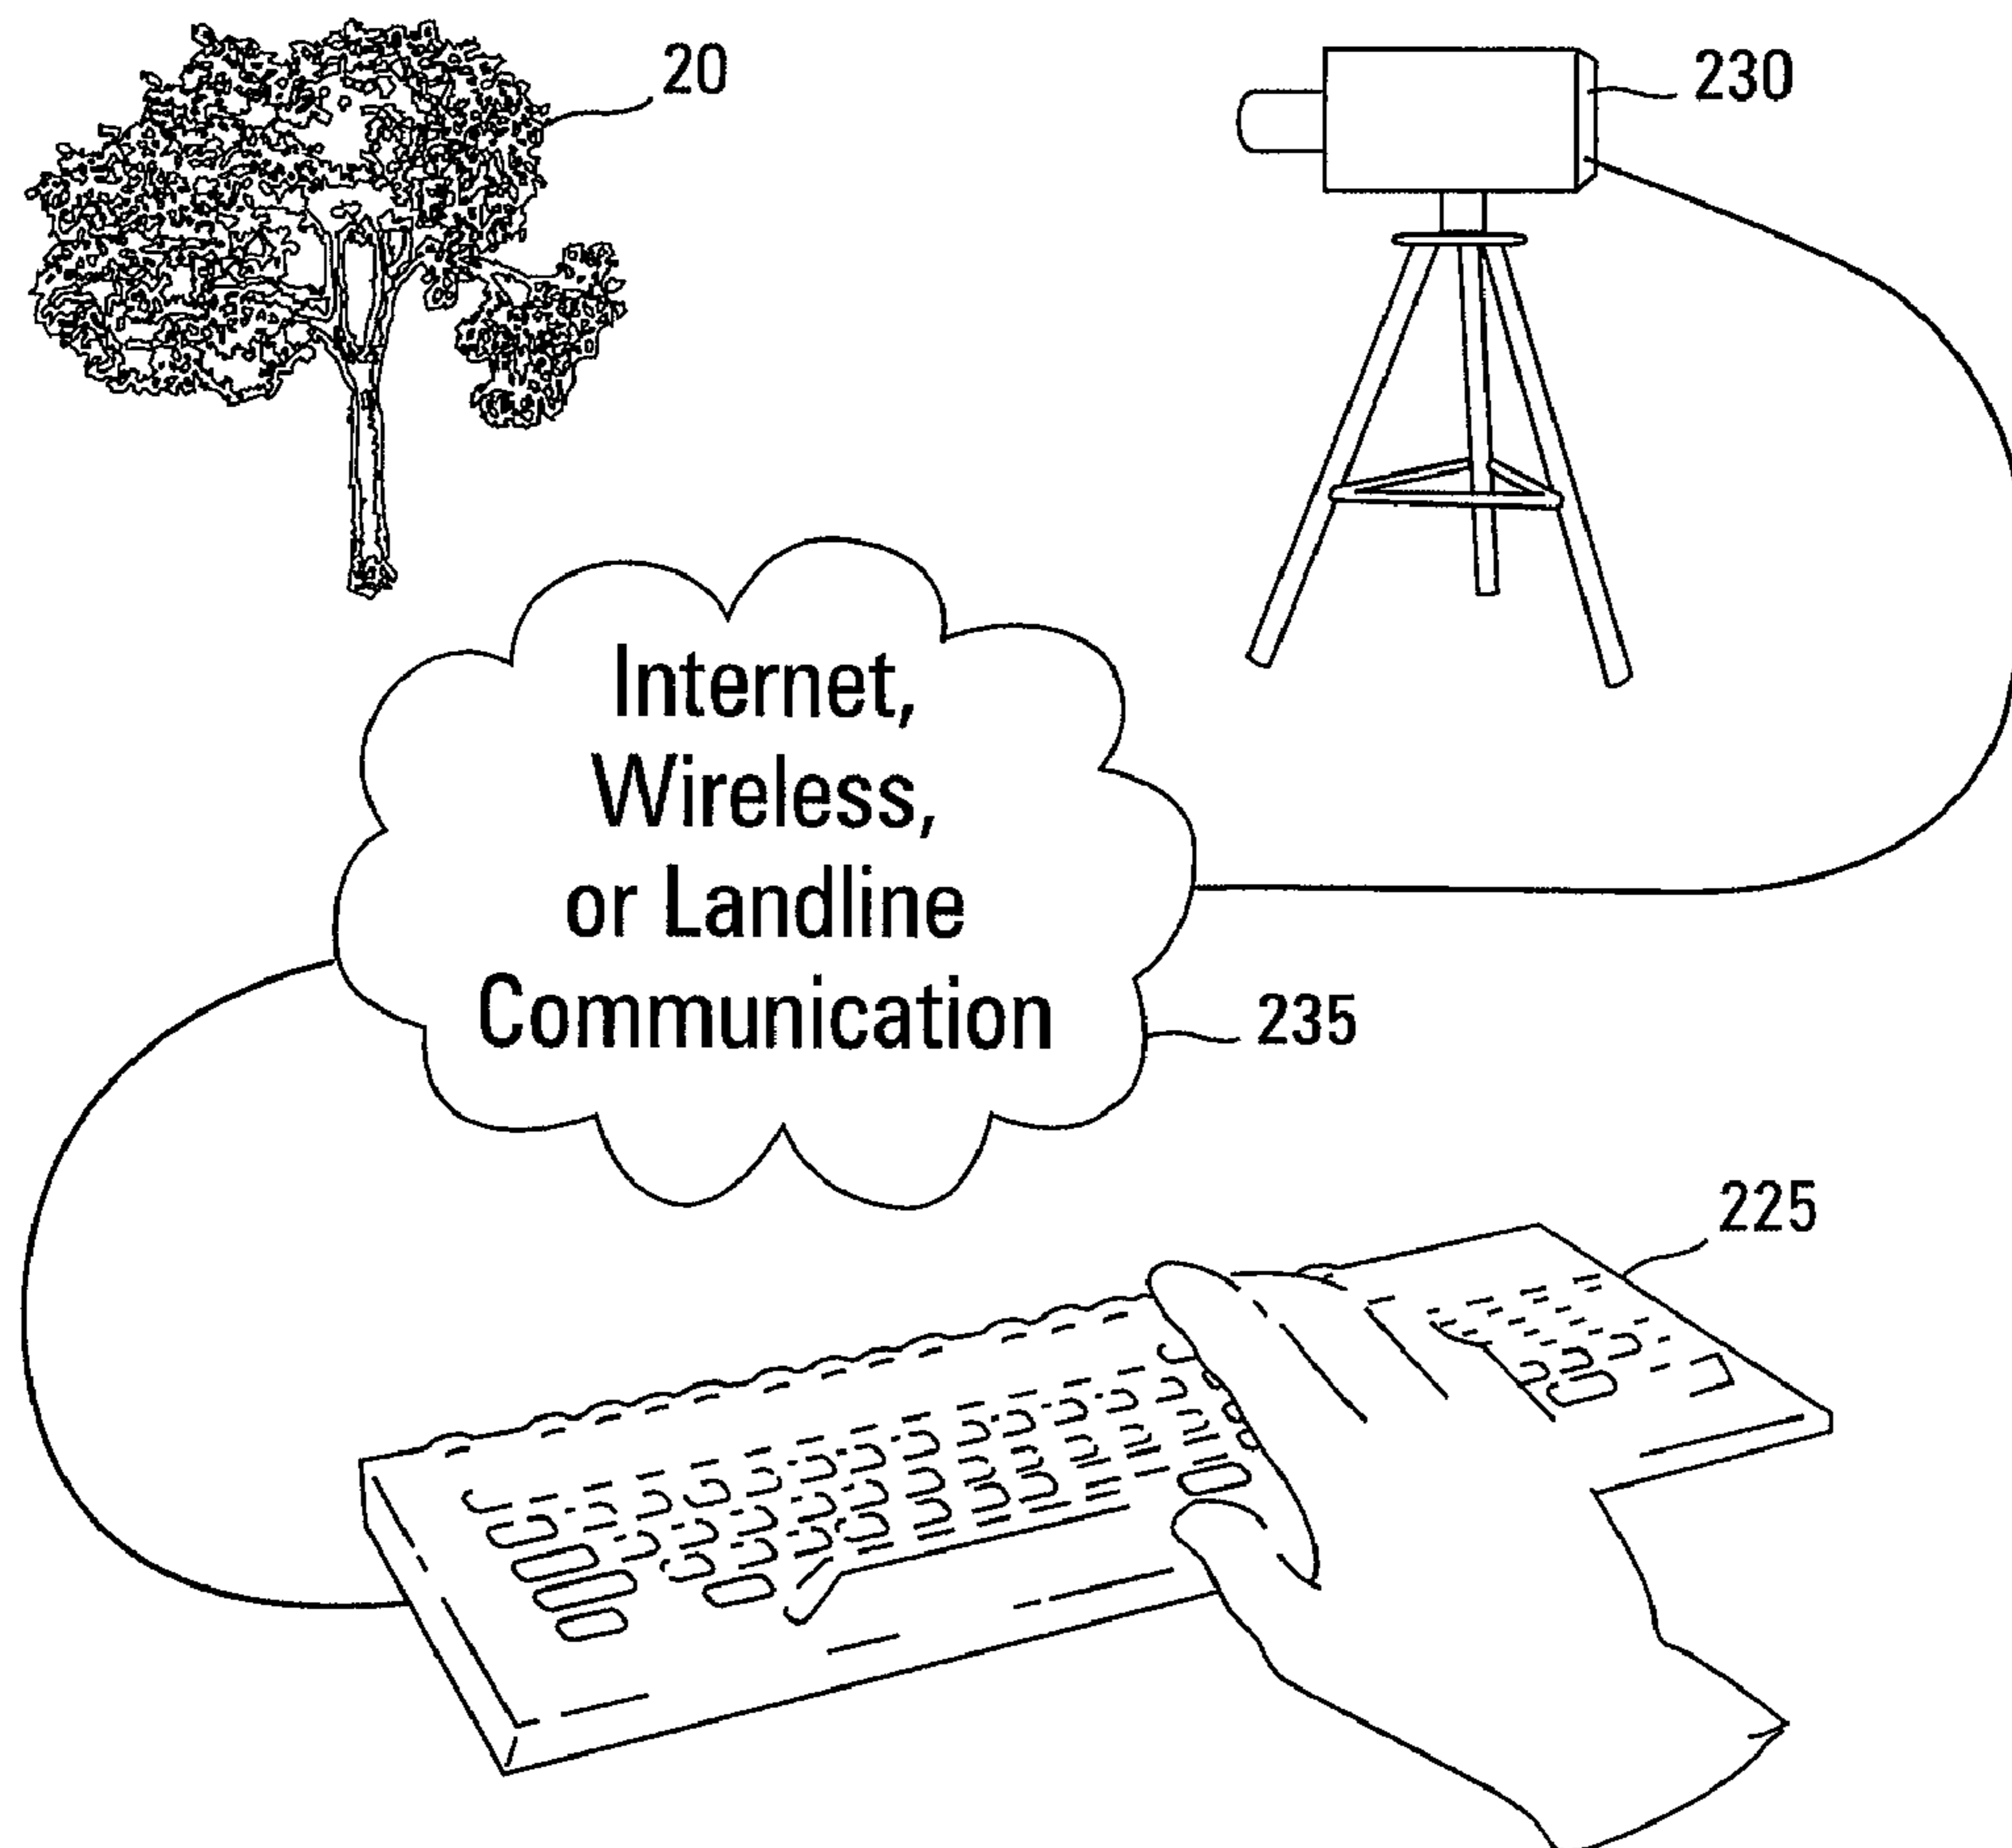 20
230
Internet,
Wireless,
or Landline
Communication
235
225